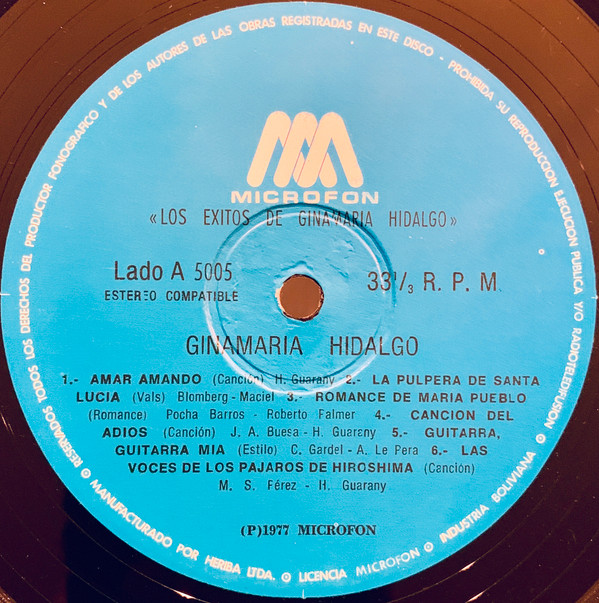 RESERVADOS TODOS LOS DERECHOS DEL PRODUCTOR FONOGRAFICO Y DE LOS AUTORES DE LAS OBRAS REGISTRADAS EN ESTE DISCO - PROHIBIDA SU REPRODUCCION EJECUCION PUBLICA Y/O RADIOTELEDIFUSION
MICROFON
«LOS EXITOS DE GINAMARIA HIDALGO»
Lado A 5005
33 1/3 R. P. M.
ESTEREO COMPATIBLE
GINAMARIA HIDALGO
1.- AMAR AMANDO (Canción) H. Guarany 2.- LA PULPERA DE SANTA
LUCIA (Vals) Blomberg - Maciel 3.- ROMANCE DE MARIA PUEBLO
(Romance) Pocha Barros - Roberto Falmer 4.- CANCION DEL
ADIOS (Canción) J. A. Buesa - H. Guarany 5.- GUITARRA,
GUITARRA MIA (Estilo) C. Gardel - A. Le Pera 6.- LAS
VOCES DE LOS PAJAROS DE HIROSHIMA (Canción)
M. S. Férez - H. Guarany
(P)1977 MICROFON
MANUFACTURADO POR HERIBA LTDA. LICENCIA MICROFON INDUSTRIA BOLIVIANA